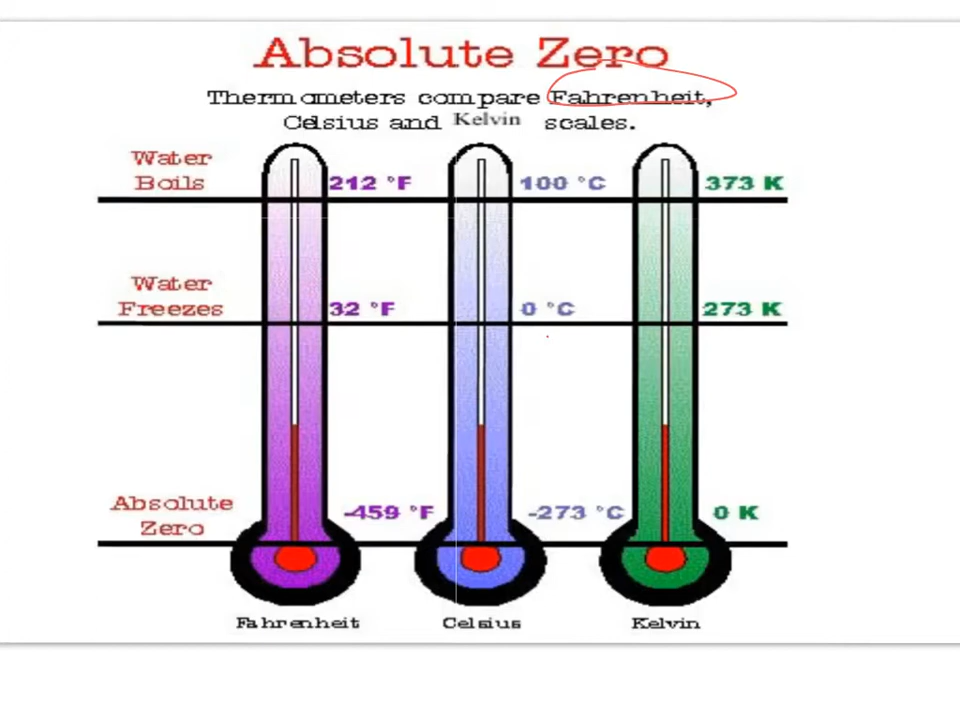 Absolute Zero
Thermometers compare Fahrenheit,
Celsius and Kelvin scales.
Water
Boils
212 °F
100 °C
373 K
Water
Freezes
32 °F
0 °C
273 K
Absolute
Zero
-459 °F
-273 °C
0 K
Fahrenheit
Celsius
Kelvin